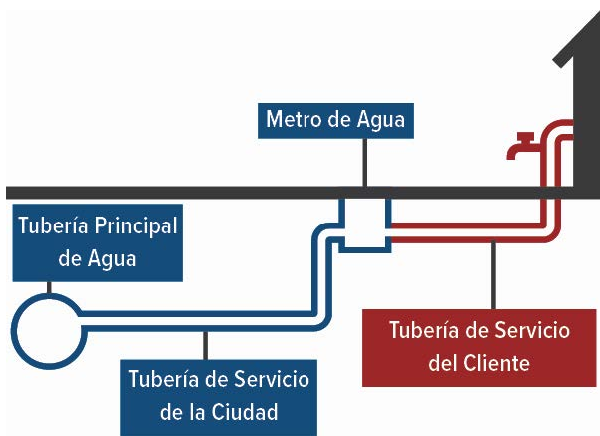 Metro de Agua
Tubería Principal
de Agua
Tubería de Servicio
del Cliente
Tubería de Servicio
de la Ciudad